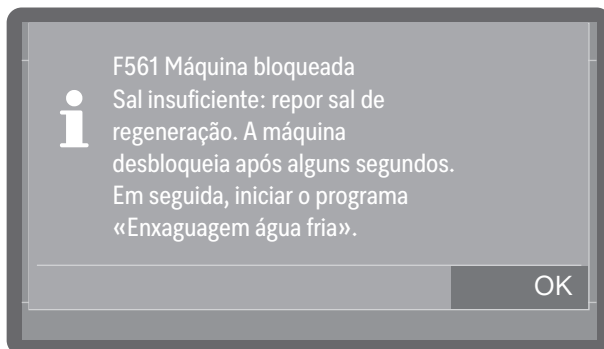 F561 Máquina bloqueada
Sal insuficiente: repor sal de
regeneração. A máquina
desbloqueia após alguns segundos.
Em seguida, iniciar o programa
«Enxaguagem água fria».
OK